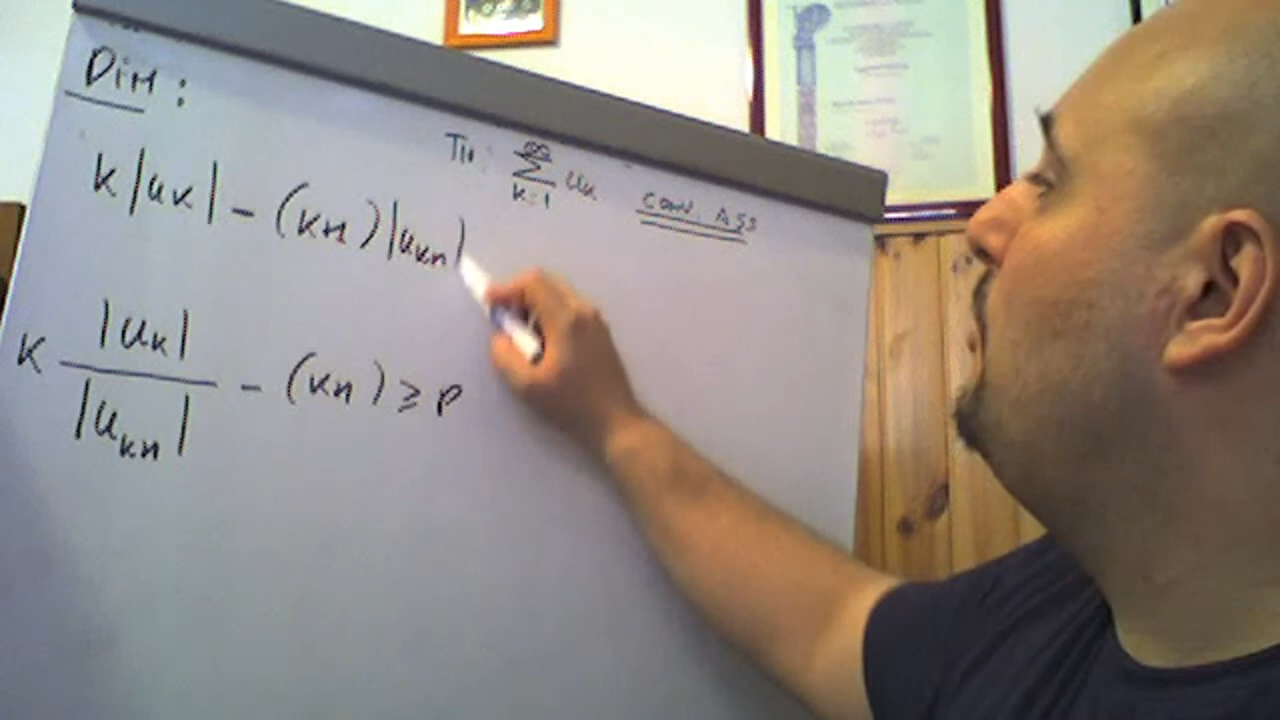 DIM:
TH: ∞∑k=1 uk CONV. ASS
k|uk| - (k+1)|uk+1|
k |uk| / |uk+1| - (k+1) ≥ p